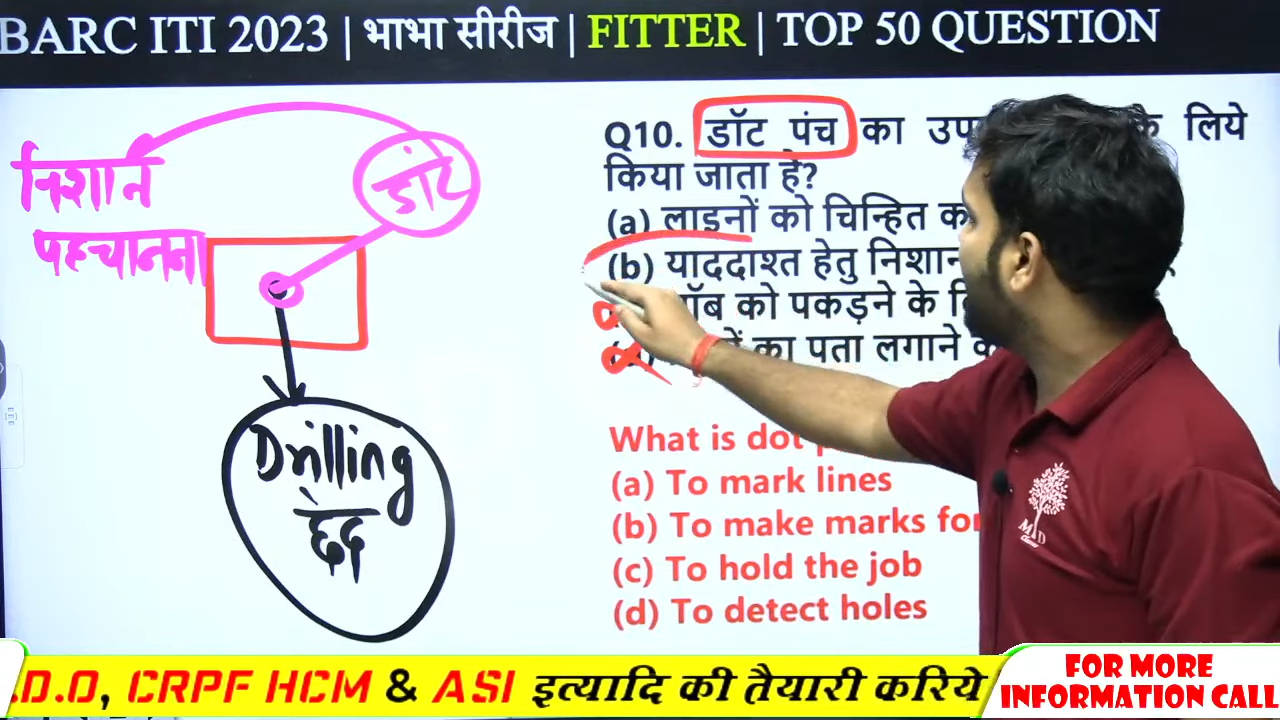 BARC ITI 2023 | भाभा सीरीज | FITTER | TOP 50 QUESTION
निशान
पहचानना
डांट
Drilling
छेद
Q10. डॉट पंच का के लिये
किया जाता है?
(a) लाइनों को चिन्हित
(b) याददाश्त हेतु निशान
को पकड़ने के
का पता लगाने
What is dot
(a) To mark lines
(b) To make marks for
(c) To hold the job
(d) To detect holes
.D.O, CRPF HCM & ASI इत्यादि की तैयारी करिये
FOR MORE
INFORMATION CALL